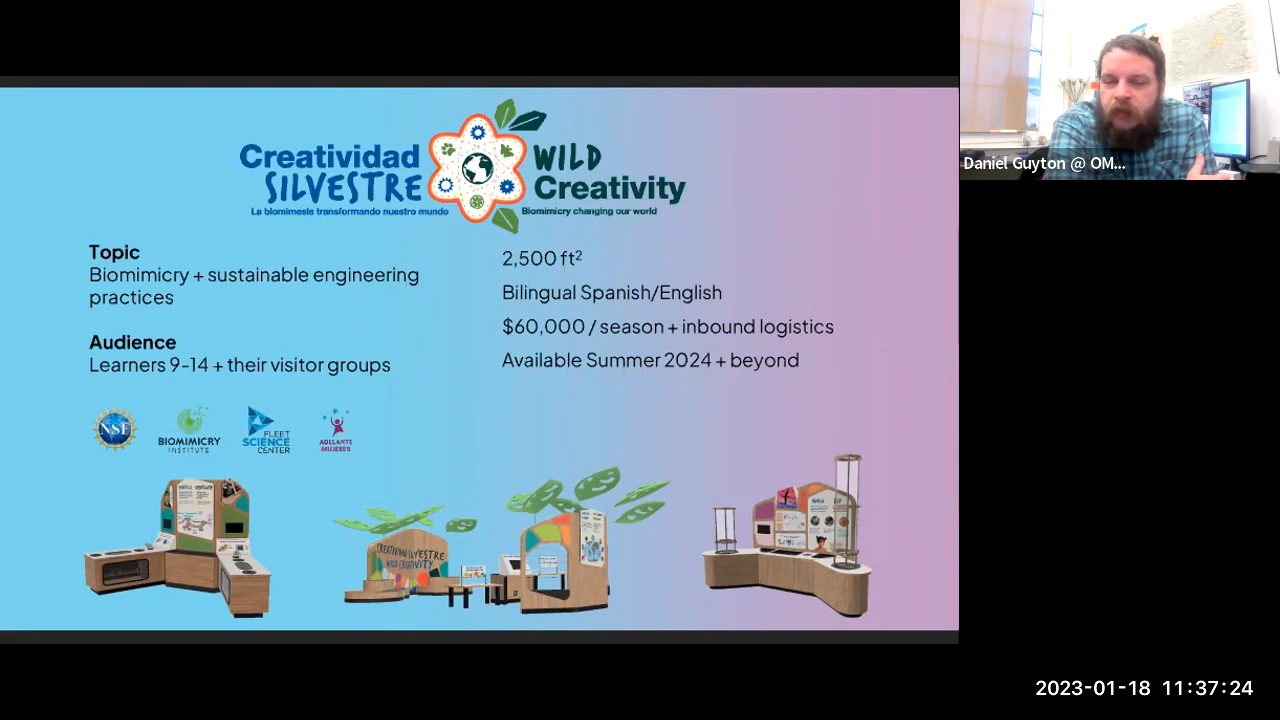 Creatividad
SILVESTRE
La biomimesis transformando nuestro mundo
WILD
Creativity
Biomimicry changing our world
Topic
Biomimicry + sustainable engineering
practices
Audience
Learners 9-14 + their visitor groups
2,500 ft²
Bilingual Spanish/English
$60,000 / season + inbound logistics
Available Summer 2024 + beyond
NSF
BIOMIMICRY
INSTITUTE
FLEET
SCIENCE
CENTER
ADELANTE
MUJERES
CREATIVIDAD SILVESTRE
WILD CREATIVITY
Daniel Guyton @ OM...
2023-01-18 11:37:24